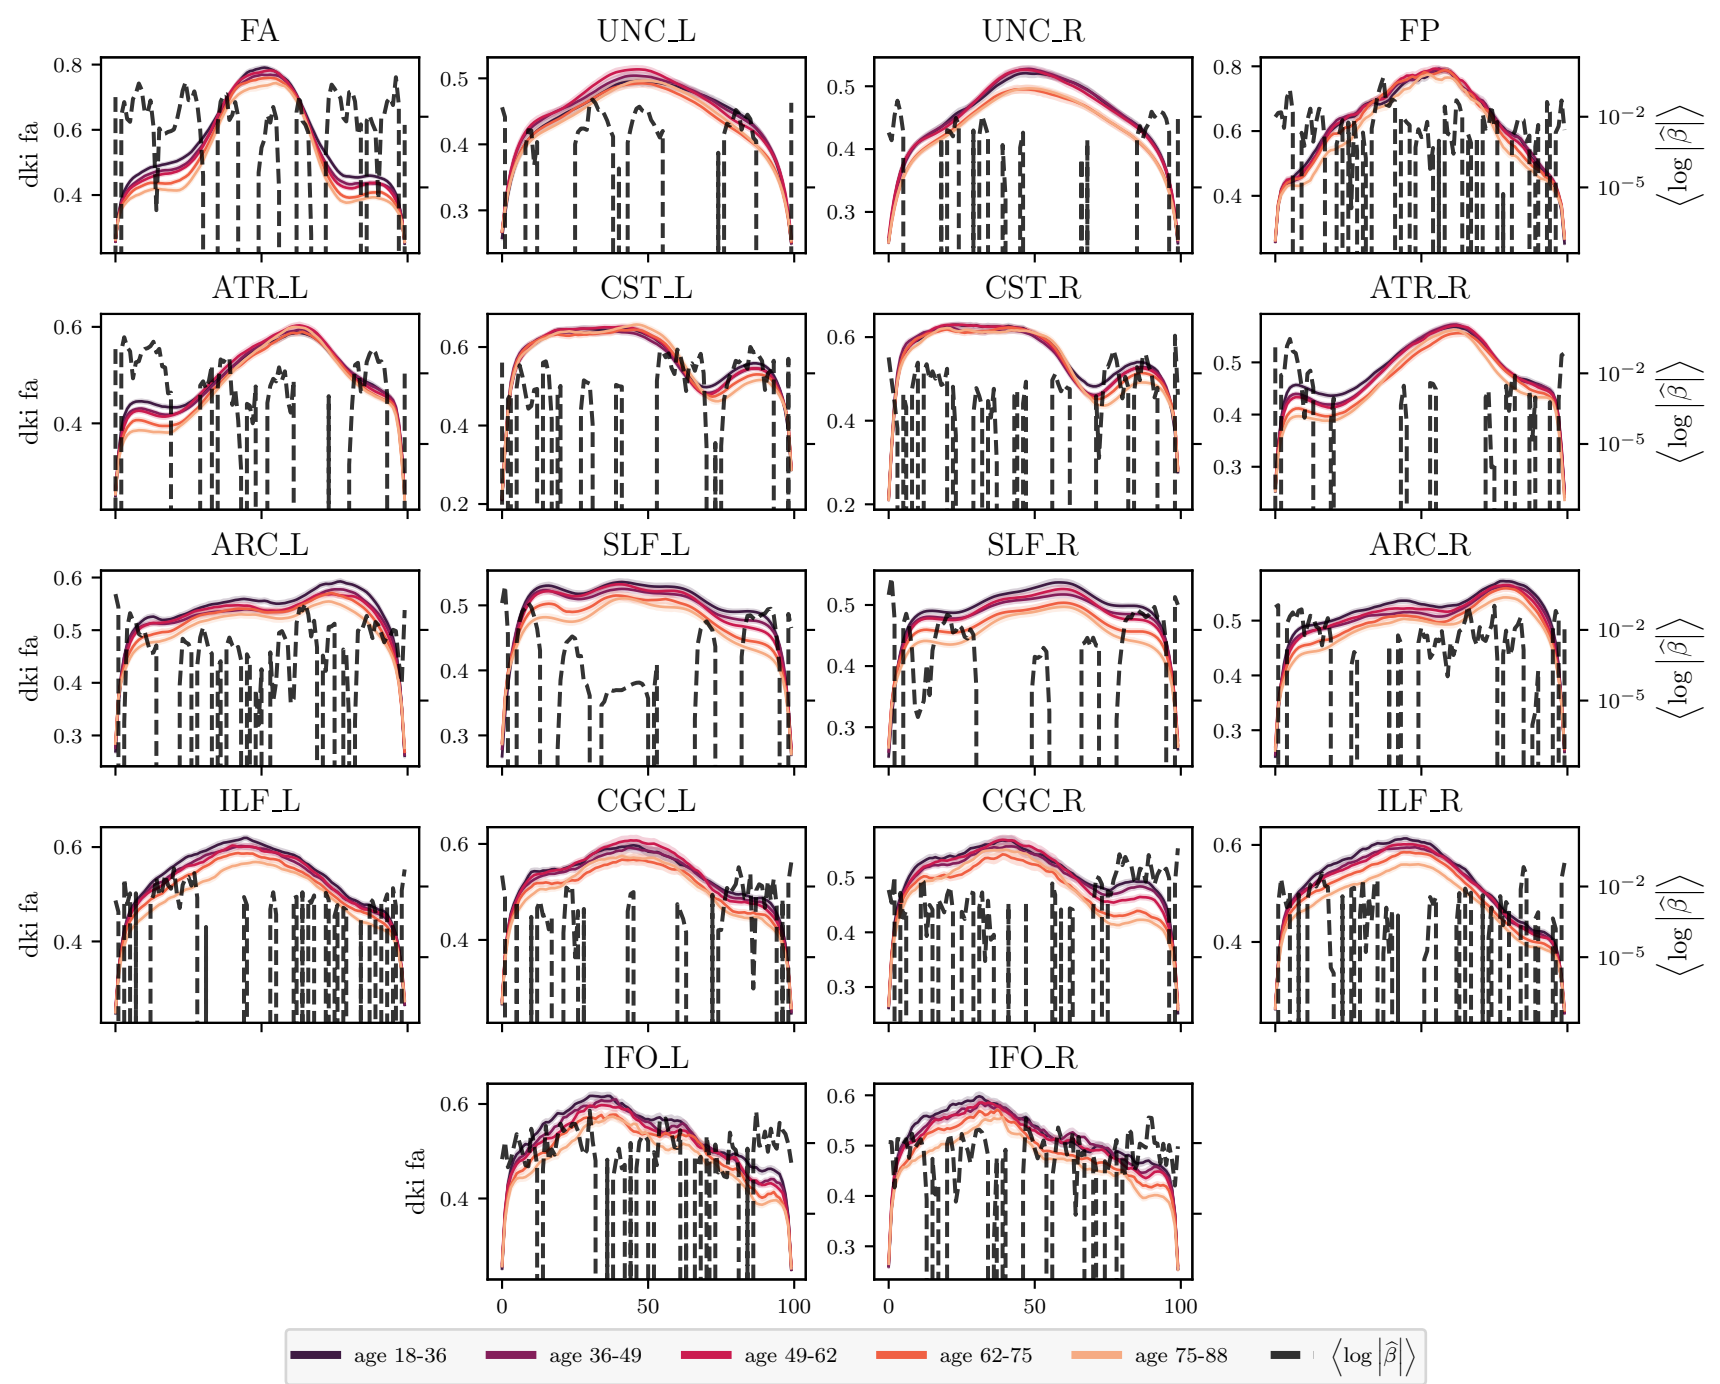 FA UNC_L UNC_R FP
0.8 0.6 0.4 dki fa
0.5 0.4 0.3
0.5 0.4 0.3
0.8 0.6 0.4
10⁻² 10⁻⁵ ⟨log |β̂|⟩
ATR_L CST_L CST_R ATR_R
0.6 0.4 dki fa
0.6 0.4 0.2
0.6 0.4 0.2
0.5 0.4 0.3
10⁻² 10⁻⁵ ⟨log |β̂|⟩
ARC_L SLF_L SLF_R ARC_R
0.6 0.5 0.4 0.3 dki fa
0.5 0.4 0.3
0.5 0.4 0.3
0.5 0.4 0.3
10⁻² 10⁻⁵ ⟨log |β̂|⟩
ILF_L CGC_L CGC_R ILF_R
0.6 0.4 dki fa
0.6 0.4
0.5 0.4 0.3
0.6 0.4
10⁻² 10⁻⁵ ⟨log |β̂|⟩
IFO_L IFO_R
0.6 0.4 dki fa
0.6 0.5 0.4 0.3
0 50 100 0 50 100
age 18-36 age 36-49 age 49-62 age 62-75 age 75-88 ⟨log |β̂|⟩